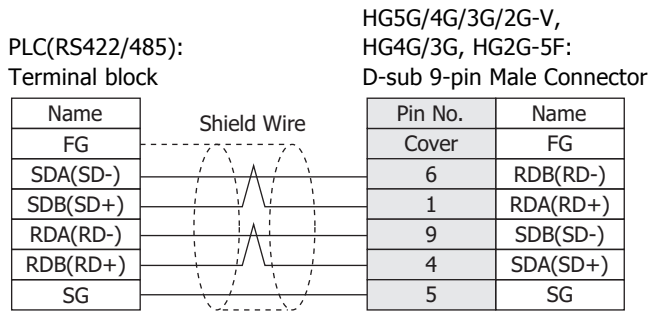 HG5G/4G/3G/2G-V,
PLC(RS422/485): HG4G/3G, HG2G-5F:
Terminal block D-sub 9-pin Male Connector
Name Shield Wire Pin No. Name
FG Cover FG
SDA(SD-) 6 RDB(RD-)
SDB(SD+) 1 RDA(RD+)
RDA(RD-) 9 SDB(SD-)
RDB(RD+) 4 SDA(SD+)
SG 5 SG